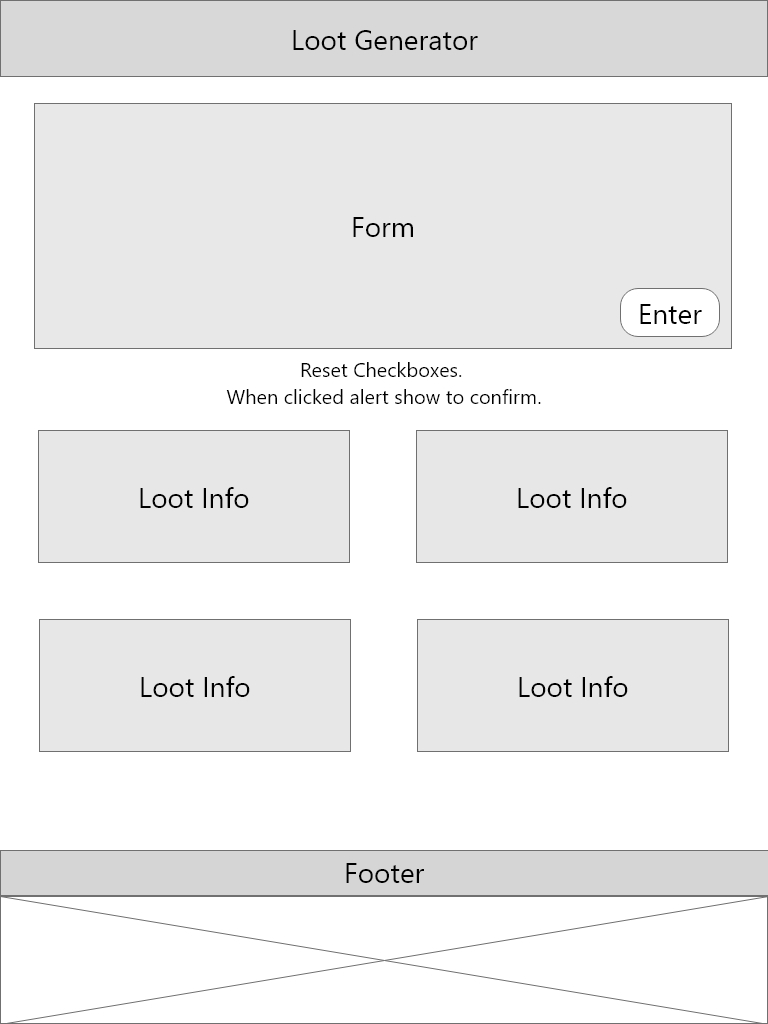 Loot Generator
Form
Enter
Reset Checkboxes.
When clicked alert show to confirm.
Loot Info
Loot Info
Loot Info
Loot Info
Footer